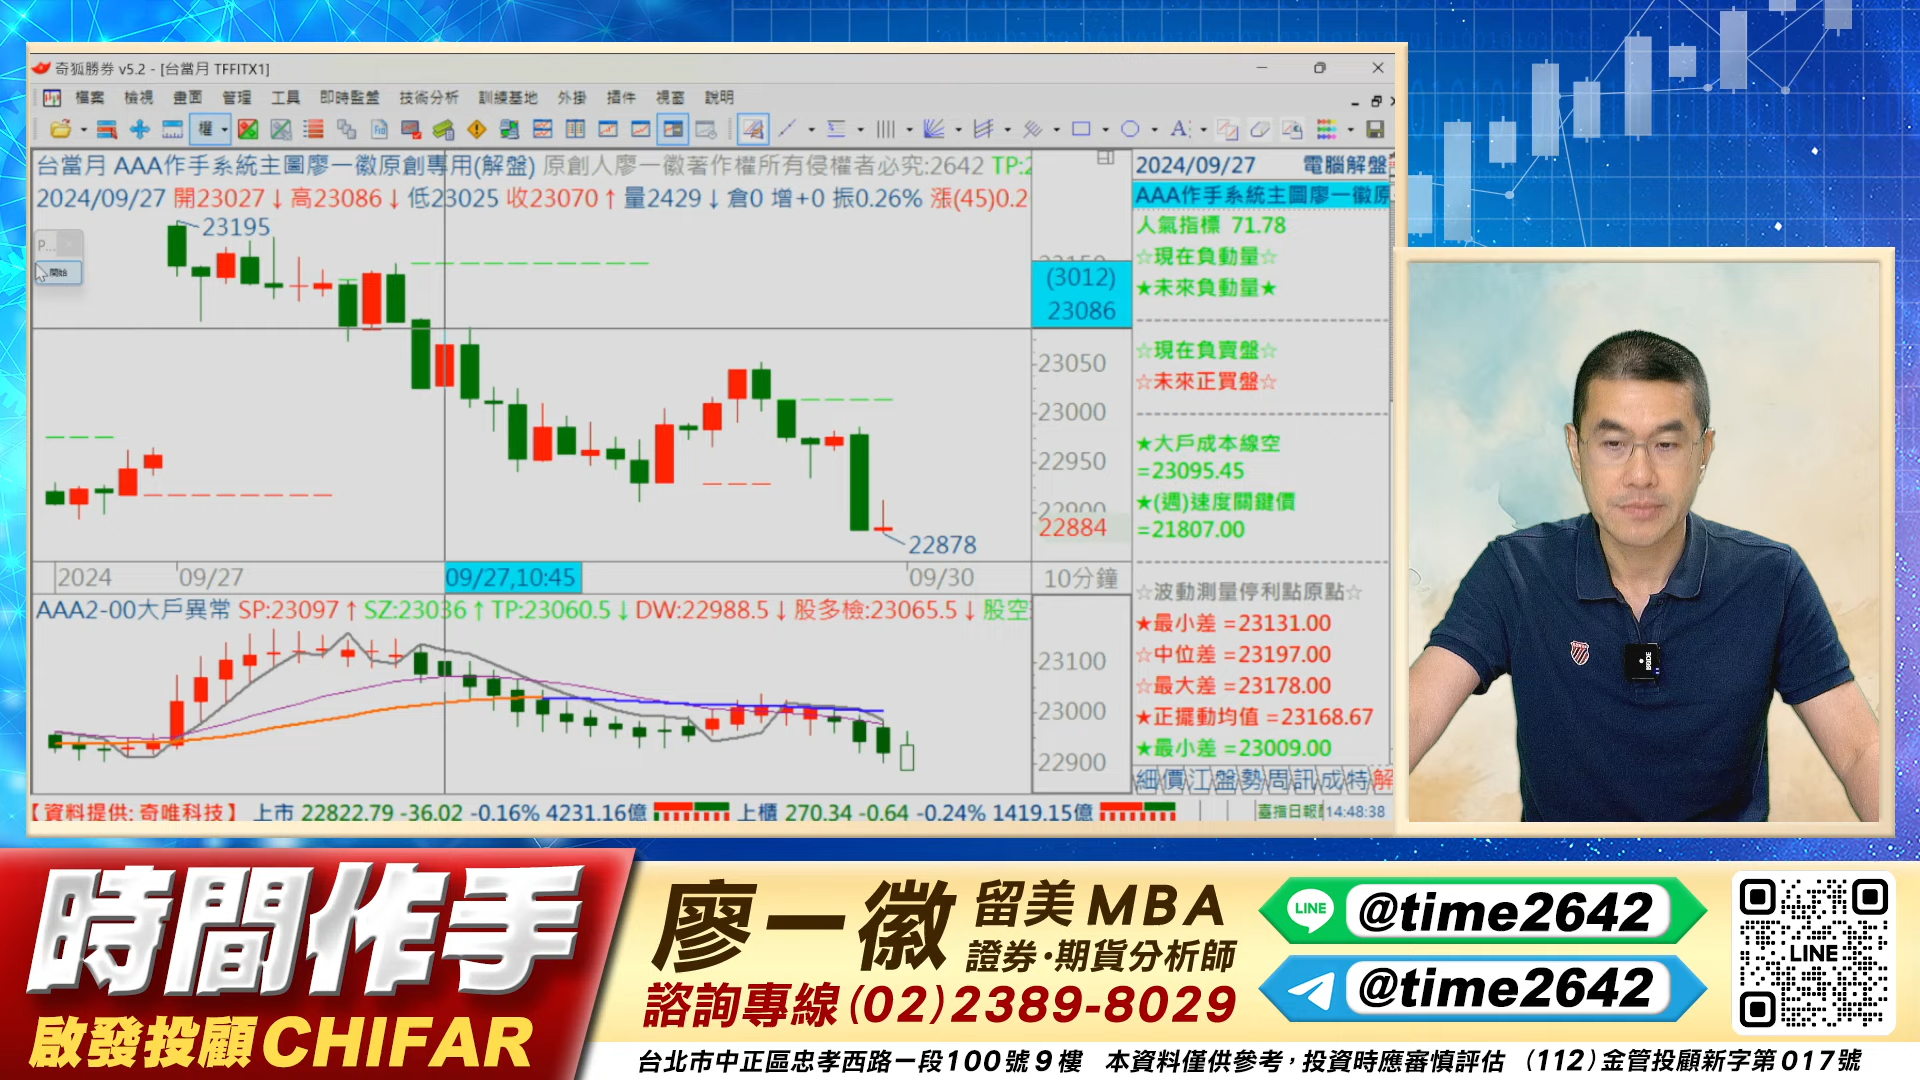 奇狐勝券 v5.2 - [台當月 TFFITX1]
檔案 檢視 畫面 管理 工具 即時監盤 技術分析 訓練基地 外掛 插件 視窗 說明
權
台當月 AAA作手系統主圖廖一徽原創專用(解盤) 原創人廖一徽著作權所有侵權者必究:2642 TP:2
2024/09/27 開23027↓高23086↓低23025 收23070↑量2429↓倉0 增+0 振0.26% 漲(45)0.2
P...
開始
23195
22878
(3012)
23086
23050
23000
22950
22900
22884
2024
09/27
09/27,10:45
09/30
10分鐘
AAA2-00大戶異常 SP:23097↑SZ:23036↑TP:23060.5↓DW:22988.5↓股多檢:23065.5↓股空
23100
23000
22900
2024/09/27 電腦解盤
AAA作手系統主圖廖一徽原
人氣指標 71.78
☆現在負動量☆
★未來負動量★
☆現在負賣盤☆
☆未來正買盤☆
★大戶成本線空
=23095.45
★(週)速度關鍵價
=21807.00
☆波動測量停利點原點☆
★最小差 =23131.00
☆中位差 =23197.00
☆最大差 =23178.00
★正擺動均值 =23168.67
★最小差 =23009.00
細 價 江 盤 勢 周 訊 成 特 解
【資料提供: 奇唯科技】 上市 22822.79 -36.02 -0.16% 4231.16億 上櫃 270.34 -0.64 -0.24% 1419.15億 臺指日報 14:48:38
時間作手
啟發投顧CHIFAR
廖一徽 留美MBA
證券·期貨分析師
諮詢專線(02)2389-8029
LINE @time2642
@time2642
LINE
台北市中正區忠孝西路一段100號9樓 本資料僅供參考,投資時應審慎評估 (112)金管投顧新字第017號